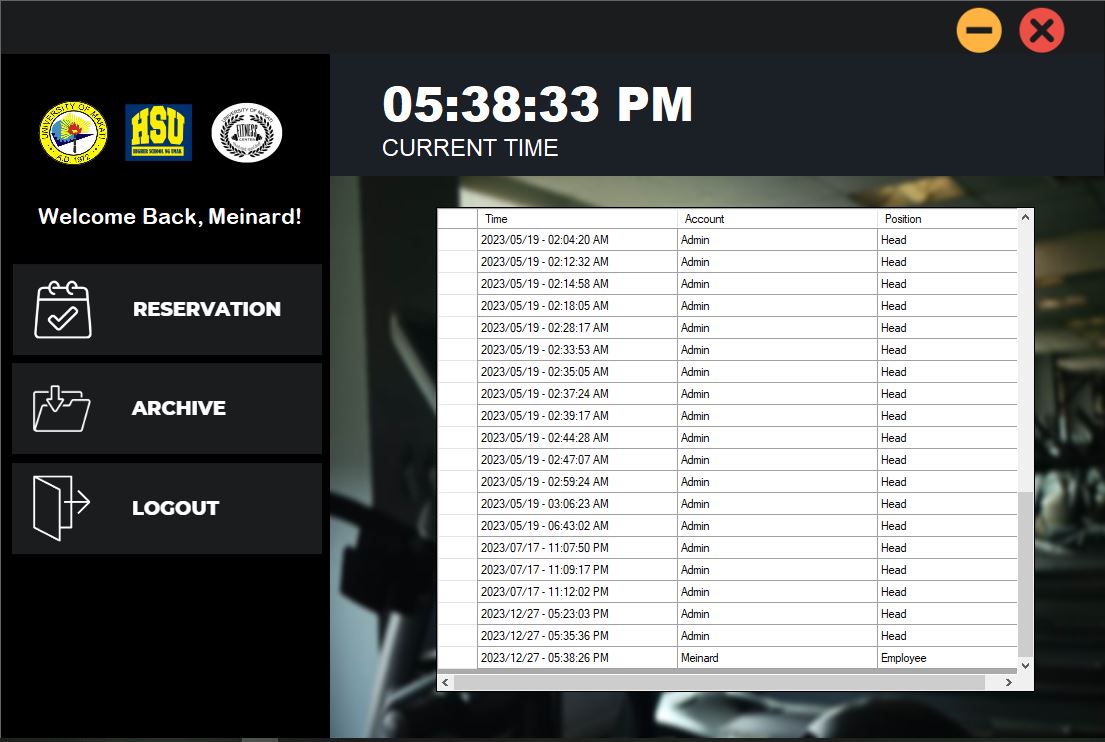 05:38:33 PM
CURRENT TIME
UNIVERSITY OF MAKATI
A.D. 1972
HSU
HIGHER SCHOOL NG UMAK
UNIVERSITY OF MAKATI
FITNESS
CENTER
Welcome Back, Meinard!
RESERVATION
ARCHIVE
LOGOUT
Time Account Position
2023/05/19 - 02:04:20 AM Admin Head
2023/05/19 - 02:12:32 AM Admin Head
2023/05/19 - 02:14:58 AM Admin Head
2023/05/19 - 02:18:05 AM Admin Head
2023/05/19 - 02:28:17 AM Admin Head
2023/05/19 - 02:33:53 AM Admin Head
2023/05/19 - 02:35:05 AM Admin Head
2023/05/19 - 02:37:24 AM Admin Head
2023/05/19 - 02:39:17 AM Admin Head
2023/05/19 - 02:44:28 AM Admin Head
2023/05/19 - 02:47:07 AM Admin Head
2023/05/19 - 02:59:24 AM Admin Head
2023/05/19 - 03:06:23 AM Admin Head
2023/05/19 - 06:43:02 AM Admin Head
2023/07/17 - 11:07:50 PM Admin Head
2023/07/17 - 11:09:17 PM Admin Head
2023/07/17 - 11:12:02 PM Admin Head
2023/12/27 - 05:23:03 PM Admin Head
2023/12/27 - 05:35:36 PM Admin Head
2023/12/27 - 05:38:26 PM Meinard Employee